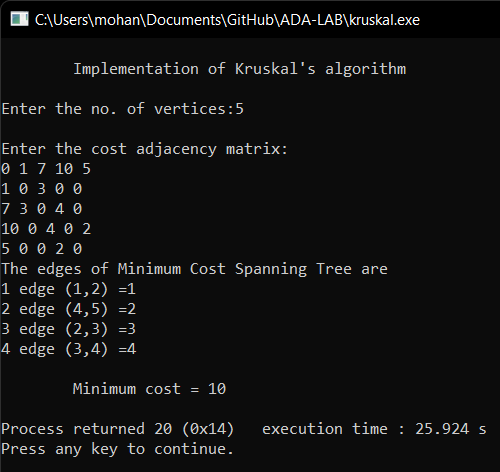 C:\Users\mohan\Documents\GitHub\ADA-LAB\kruskal.exe
Implementation of Kruskal's algorithm
Enter the no. of vertices:5
Enter the cost adjacency matrix:
0 1 7 10 5
1 0 3 0 0
7 3 0 4 0
10 0 4 0 2
5 0 0 2 0
The edges of Minimum Cost Spanning Tree are
1 edge (1,2) =1
2 edge (4,5) =2
3 edge (2,3) =3
4 edge (3,4) =4
Minimum cost = 10
Process returned 20 (0x14)   execution time : 25.924 s
Press any key to continue.